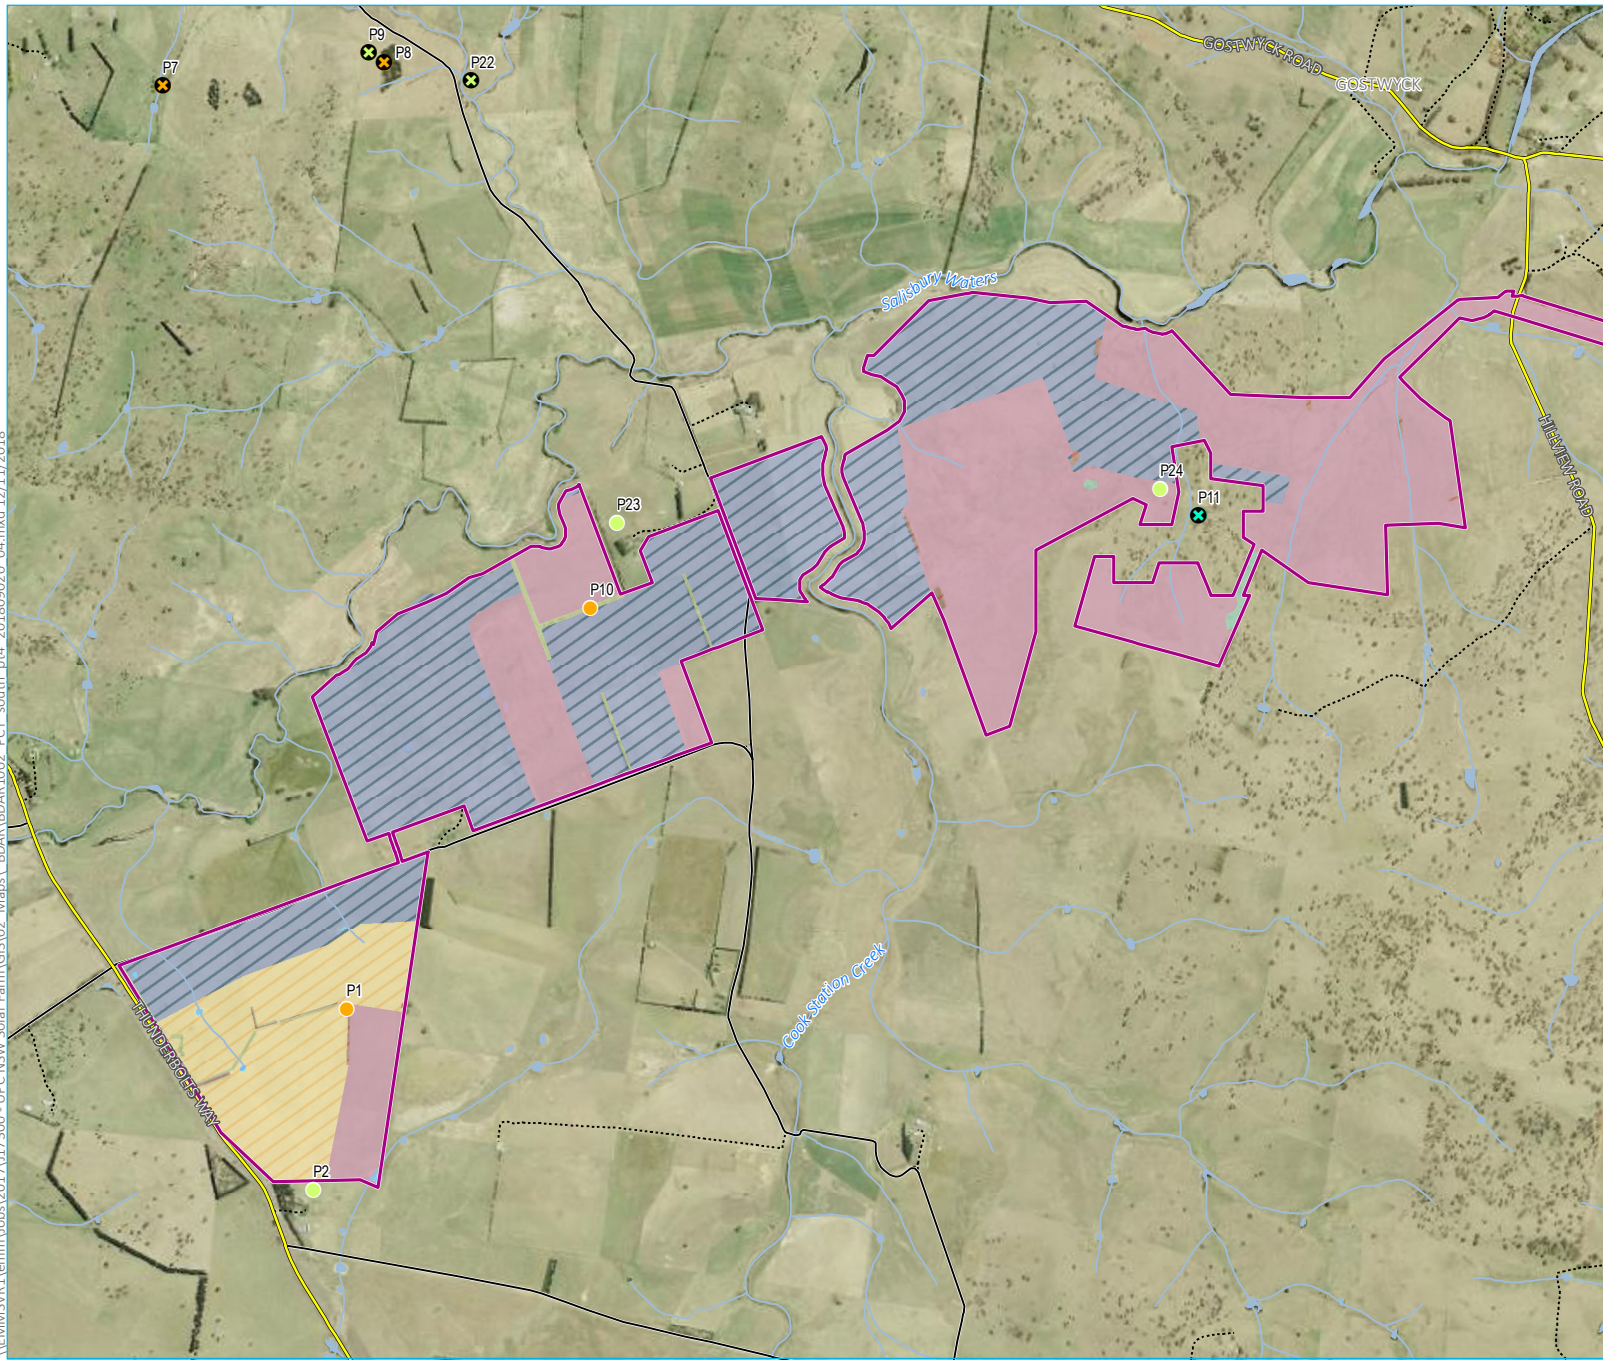 P9
P8
P7
P22
GOSTWYCK ROAD
GOSTWYCK
Salisbury Waters
HILLVIEW ROAD
P24
P11
P23
P10
Cook Station Creek
P1
THUNDERBOLTS WAY
P2